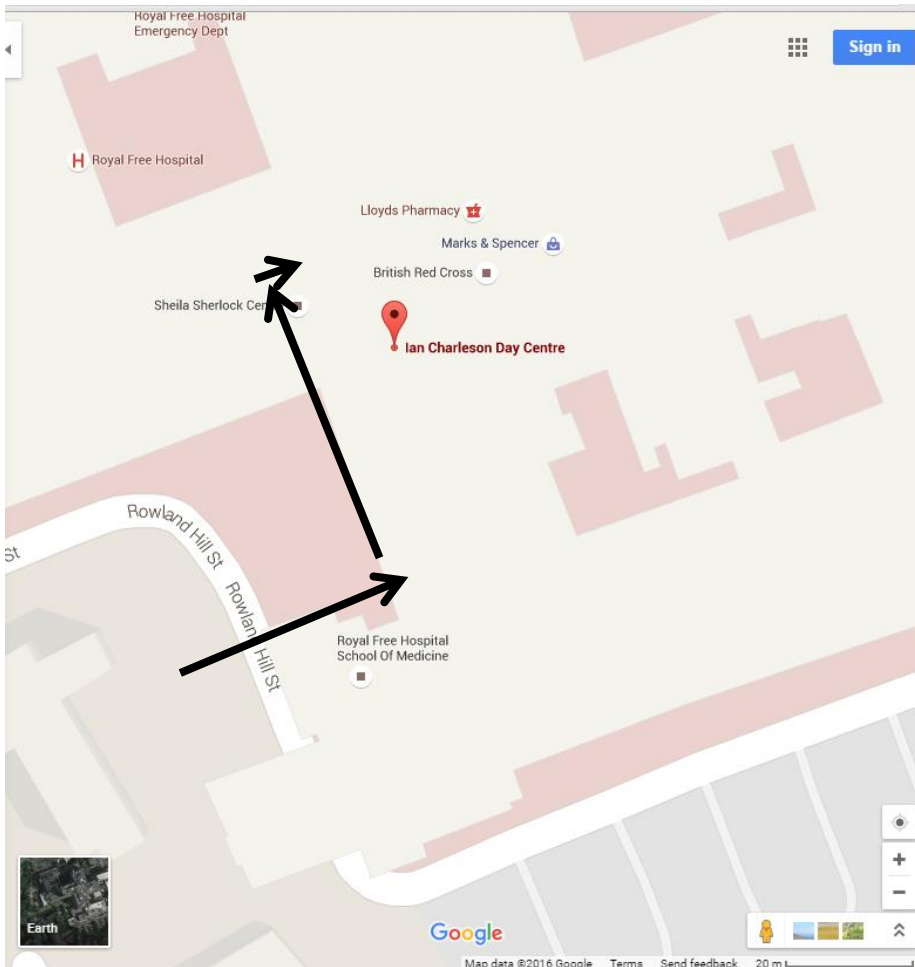 Royal Free Hospital
Emergency Dept
Sign in
H
Royal Free Hospital
Lloyds Pharmacy
Marks & Spencer
British Red Cross
Sheila Sherlock
Ian Charleson Day Centre
Rowland Hill St
St
Hill St
Royal Free Hospital
School Of Medicine
Earth
Google
Map data ©2016 Google Terms Send feedback 20 m